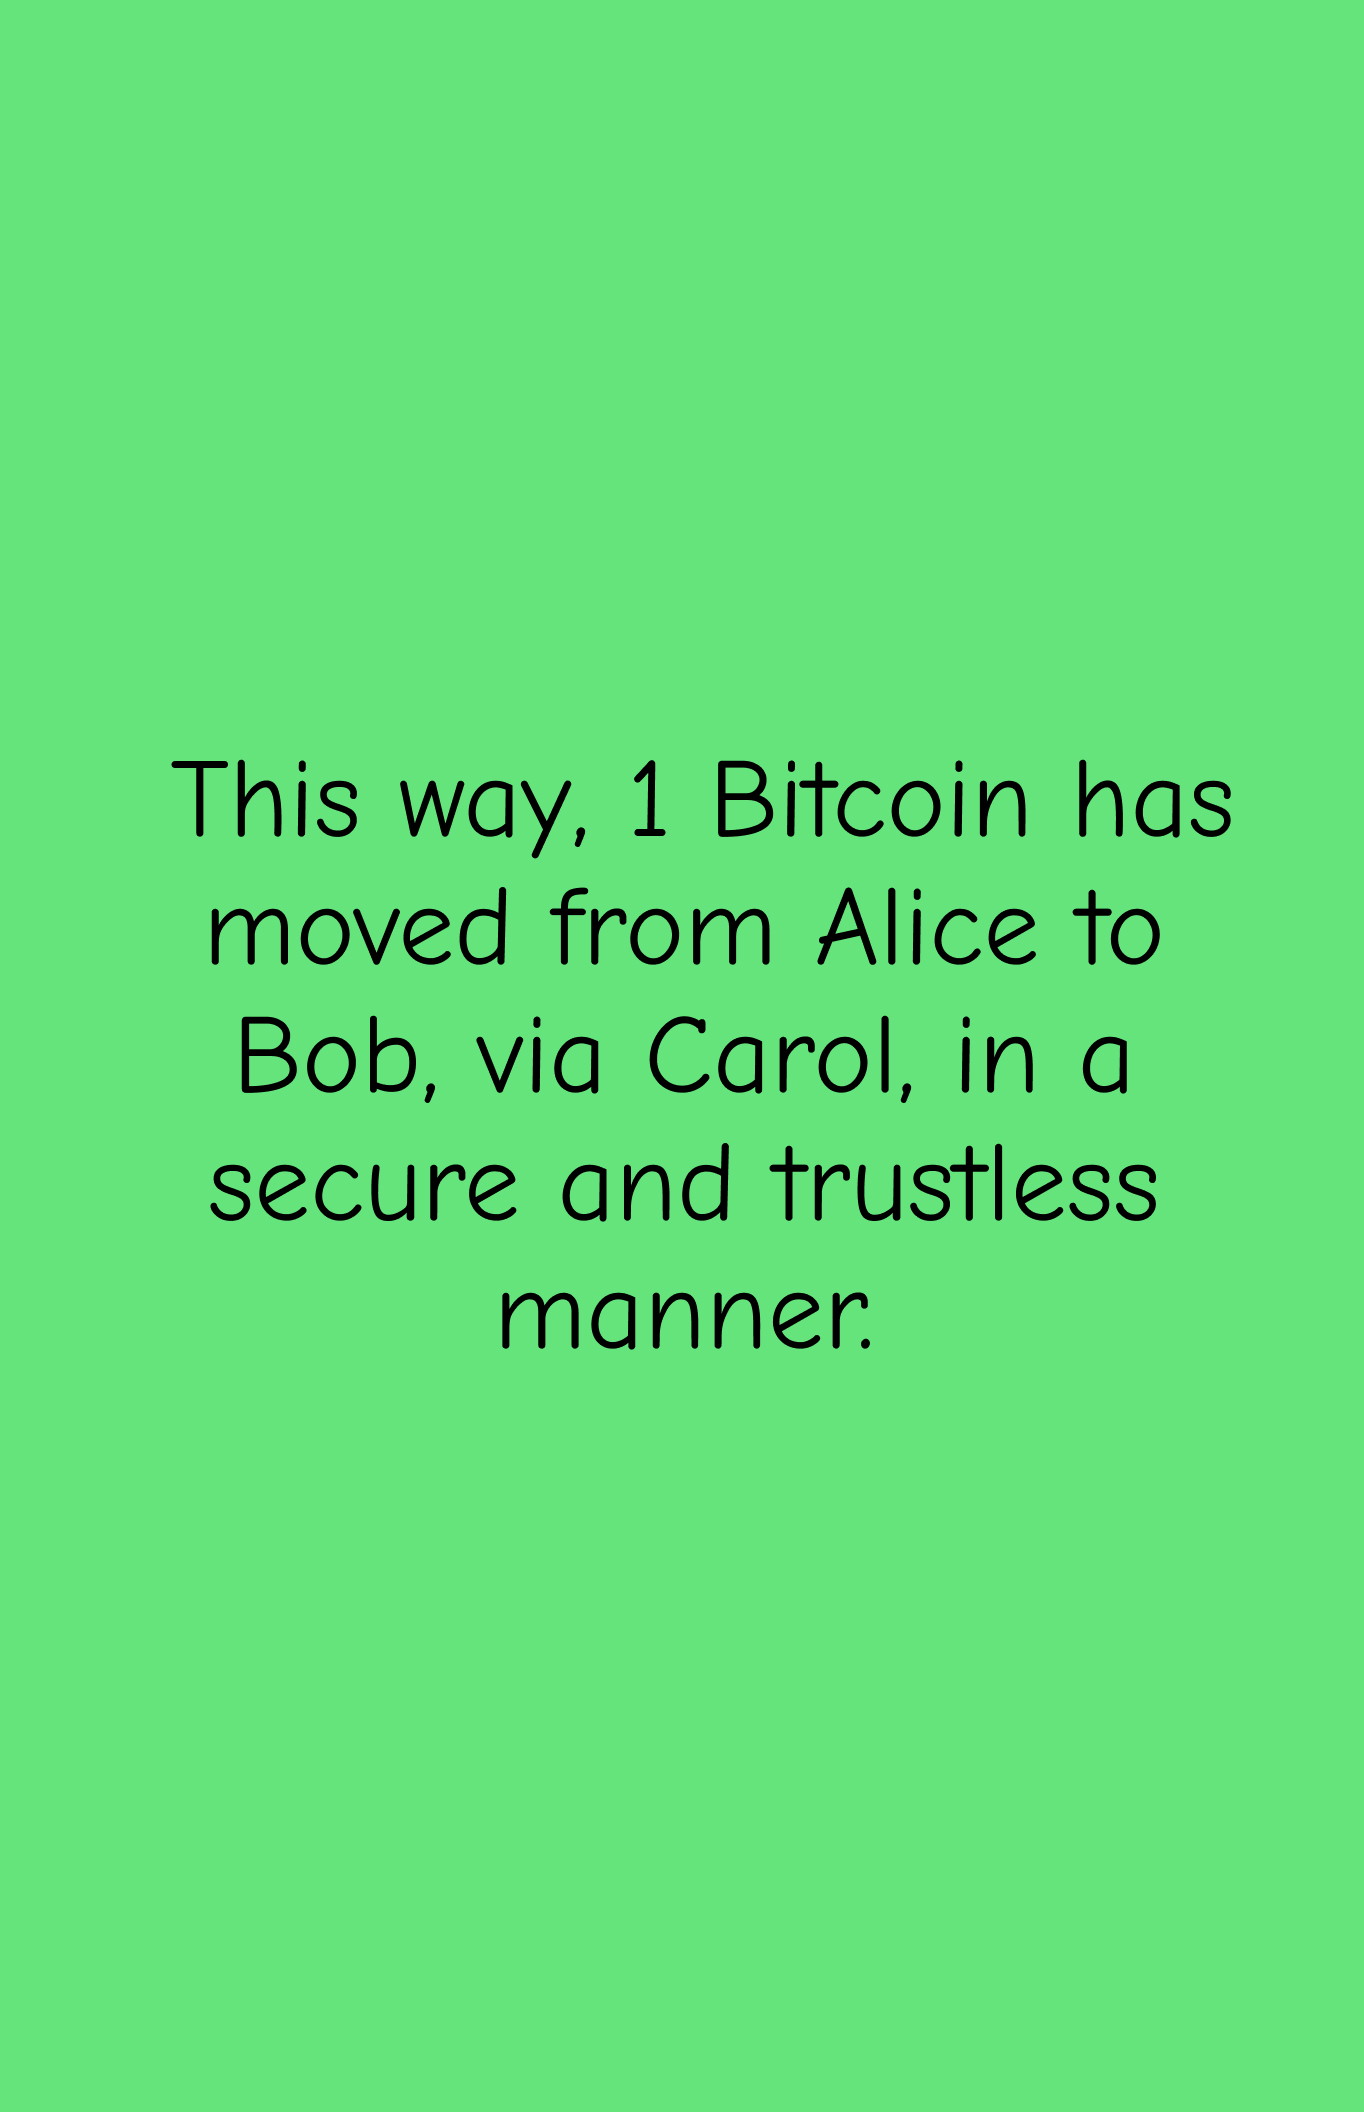 This way, 1 Bitcoin has
moved from Alice to
Bob, via Carol, in a
secure and trustless
manner.